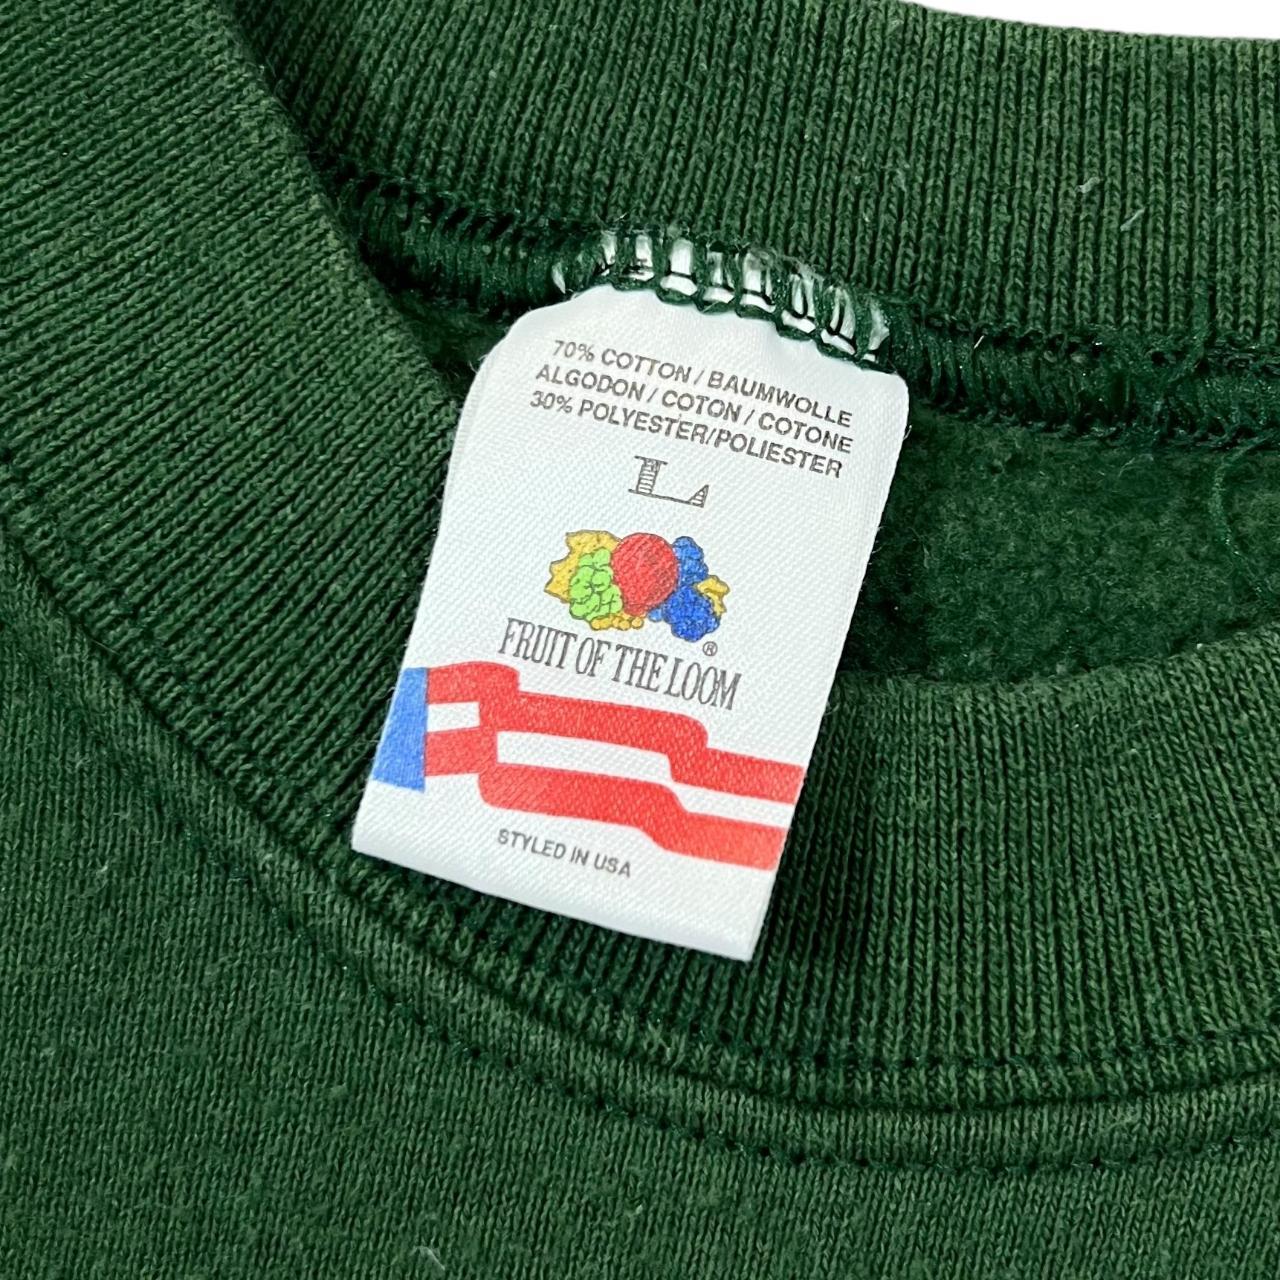 70% COTTON / BAUMWOLLE
ALGODON / COTON / COTONE
30% POLYESTER/POLIESTER
L
®
FRUIT OF THE LOOM
STYLED IN USA